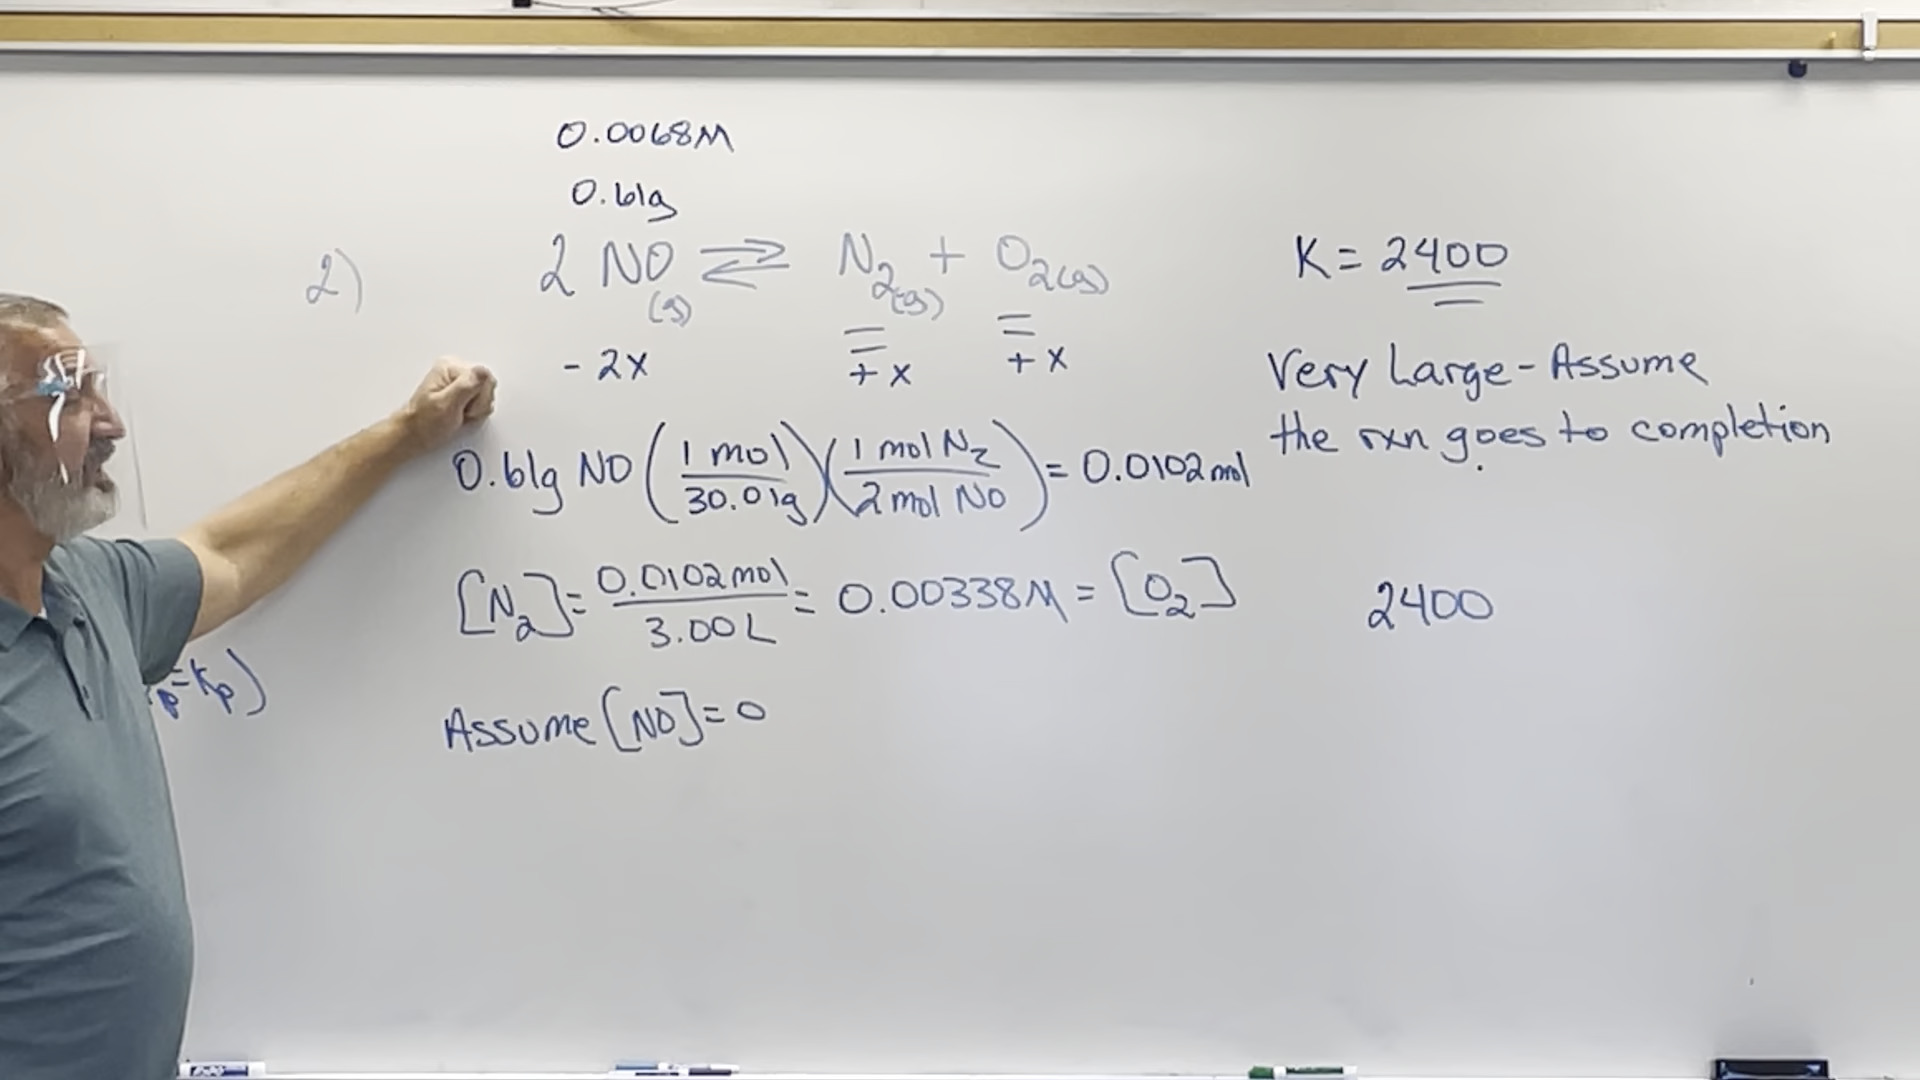 0.0068M
0.61g
2) 2 NO(g) ⇌ N2(g) + O2(g)
K = 2400
- 2x + x + x
Very Large - Assume
the rxn goes to completion
0.61g NO (1 mol / 30.01g)(1 mol N2 / 2 mol NO) = 0.0102 mol
[N2] = 0.0102 mol / 3.00 L = 0.00338M = [O2]
2400
Assume [NO] = 0